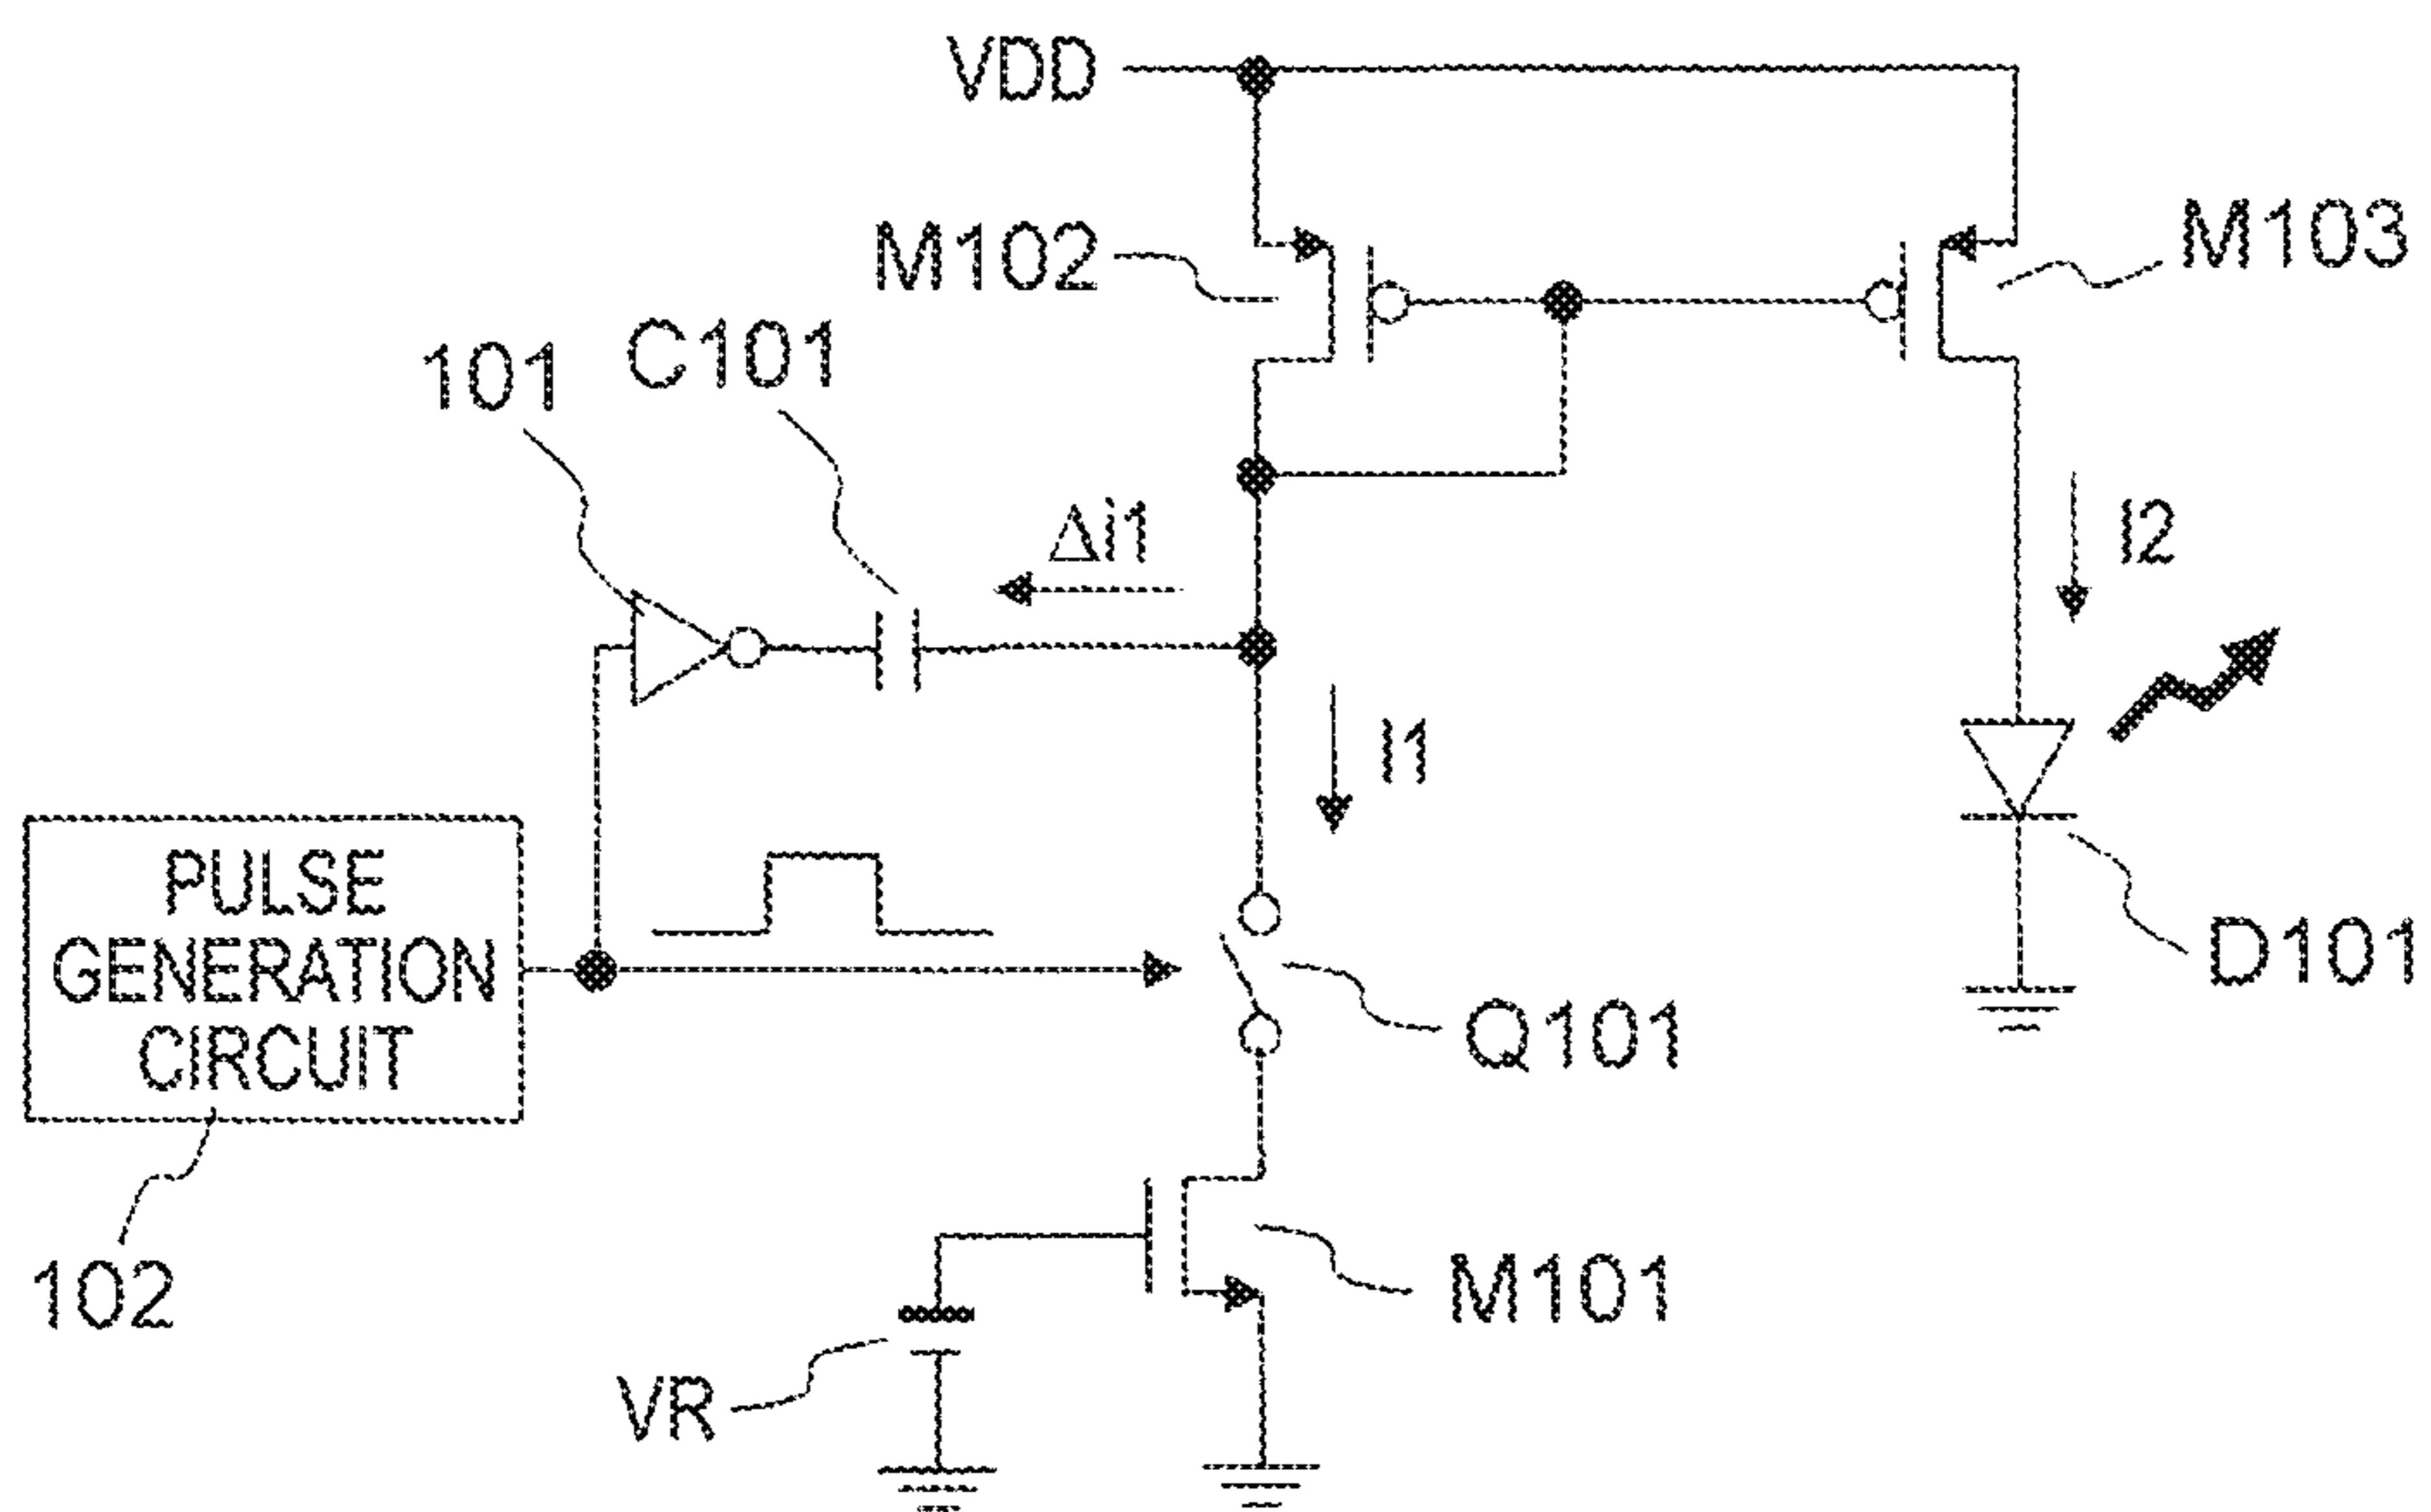 VDD
M102
M103
101
C101
Δi1
I2
I1
PULSE
GENERATION
CIRCUIT
D101
Q101
102
M101
VR